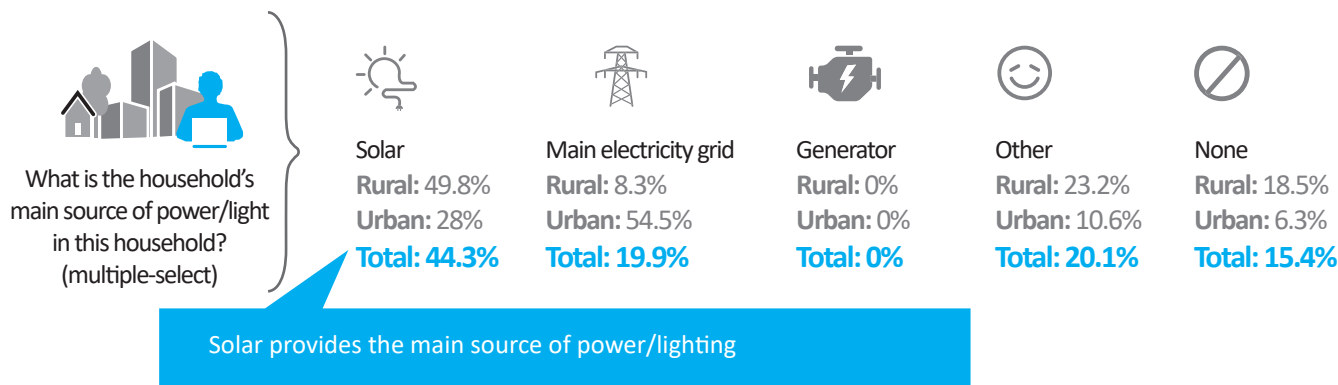 What is the household's
main source of power/light
in this household?
(multiple-select)
Solar
Rural: 49.8%
Urban: 28%
Total: 44.3%
Main electricity grid
Rural: 8.3%
Urban: 54.5%
Total: 19.9%
Generator
Rural: 0%
Urban: 0%
Total: 0%
Other
Rural: 23.2%
Urban: 10.6%
Total: 20.1%
None
Rural: 18.5%
Urban: 6.3%
Total: 15.4%
Solar provides the main source of power/lighting